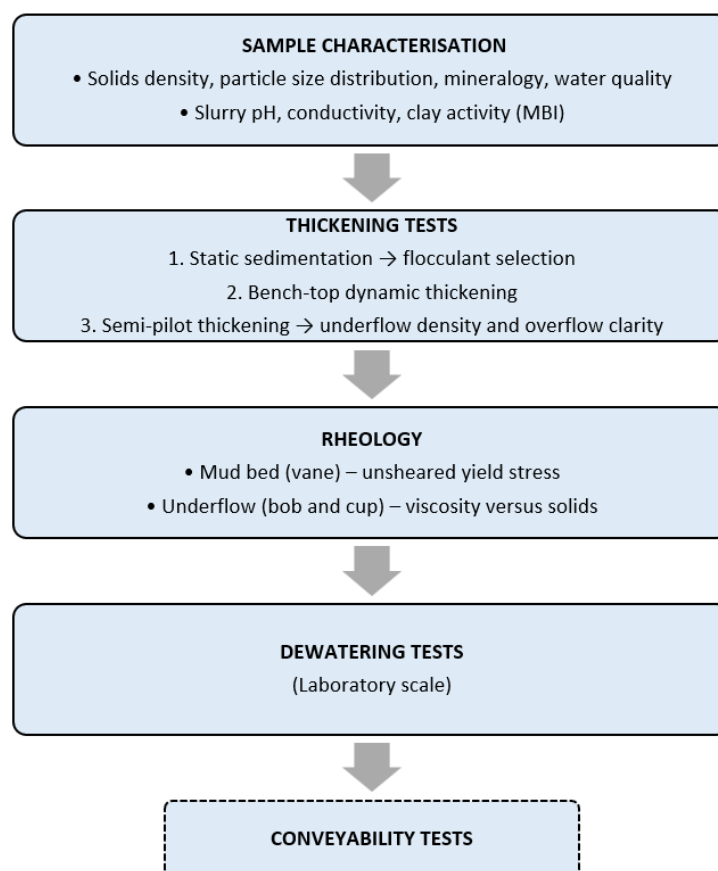 SAMPLE CHARACTERISATION
• Solids density, particle size distribution, mineralogy, water quality
• Slurry pH, conductivity, clay activity (MBI)
THICKENING TESTS
1. Static sedimentation → flocculant selection
2. Bench-top dynamic thickening
3. Semi-pilot thickening → underflow density and overflow clarity
RHEOLOGY
• Mud bed (vane) – unsheared yield stress
• Underflow (bob and cup) – viscosity versus solids
DEWATERING TESTS
(Laboratory scale)
CONVEYABILITY TESTS